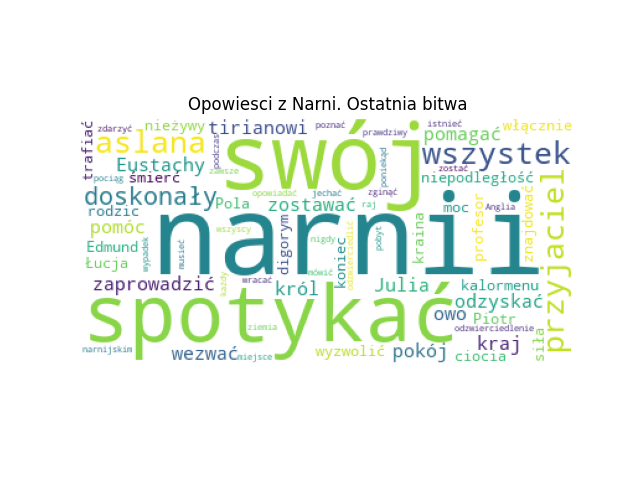 Opowiesci z Narni. Ostatnia bitwa
trafiać
zdarzyć
nieżywy
tirianowi
poznać
istnieć
włącznie
aslana
podczas
swój
prawdziwy
pomagać
Eustachy
zawsze
poniekąd
wszystek
pociąg
śmierć
zostać
niepodległość
doskonały
opowiadać
jechać
zginąć
rodzic
Pola
zostawać
raj
moc
Anglia
profesor
znajdować
przyjaciel
pomóc
narnii
wszyscy
digorym
nigdy
odzwierciedlić
pobyt
kraina
Edmund
wypadek
musieć
Łucja
mówić
koniec
zaprowadzić
każdy
wracać
król
Julia
kalormenu
odzyskać
spotykać
ziemia
owo
Piotr
odzwierciedlenie
narnijskim
wezwać
miejsce
wyzwolić
pokój
ciocia
kraj
siła